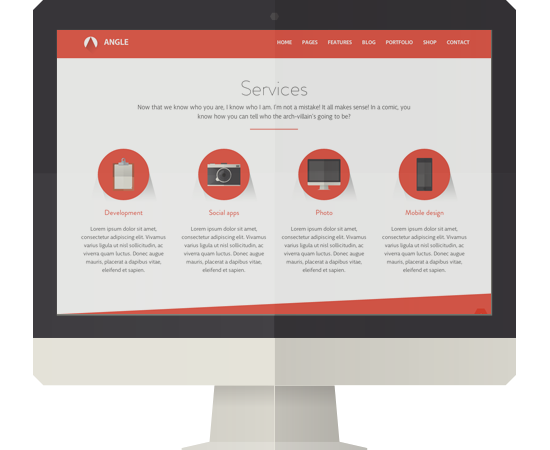 ANGLE
HOME PAGES FEATURES BLOG PORTFOLIO SHOP CONTACT
Services
Now that we know who you are, I know who I am. I'm not a mistake! It all makes sense! In a comic, you
know how you can tell who the arch-villain's going to be?
Development
Lorem ipsum dolor sit amet,
consectetur adipiscing elit. Vivamus
varius ligula ut nisl sollicitudin, ac
viverra quam luctus. Donec augue
mauris, placerat a dapibus vitae,
eleifend et sapien.
Social apps
Lorem ipsum dolor sit amet,
consectetur adipiscing elit. Vivamus
varius ligula ut nisl sollicitudin, ac
viverra quam luctus. Donec augue
mauris, placerat a dapibus vitae,
eleifend et sapien.
Photo
Lorem ipsum dolor sit amet,
consectetur adipiscing elit. Vivamus
varius ligula ut nisl sollicitudin, ac
viverra quam luctus. Donec augue
mauris, placerat a dapibus vitae,
eleifend et sapien.
Mobile design
Lorem ipsum dolor sit amet,
consectetur adipiscing elit. Vivamus
varius ligula ut nisl sollicitudin, ac
viverra quam luctus. Donec augue
mauris, placerat a dapibus vitae,
eleifend et sapien.